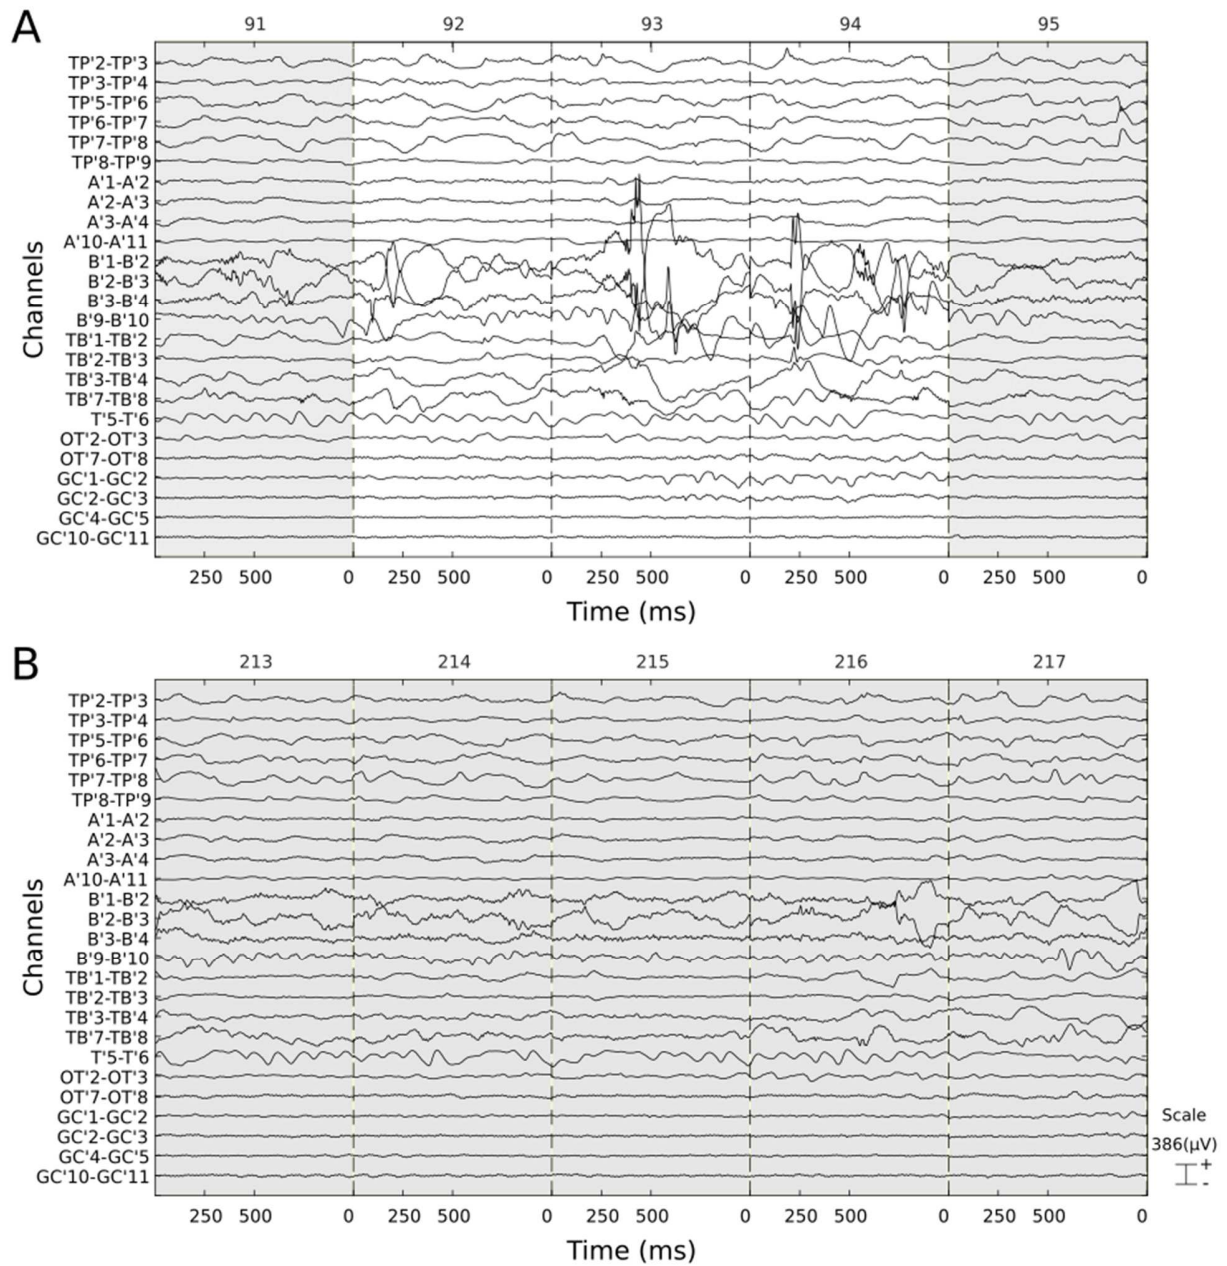 A
91 92 93 94 95
TP'2-TP'3
TP'3-TP'4
TP'5-TP'6
TP'6-TP'7
TP'7-TP'8
TP'8-TP'9
A'1-A'2
A'2-A'3
A'3-A'4
A'10-A'11
B'1-B'2
B'2-B'3
B'3-B'4
B'9-B'10
TB'1-TB'2
TB'2-TB'3
TB'3-TB'4
TB'7-TB'8
T'5-T'6
OT'2-OT'3
OT'7-OT'8
GC'1-GC'2
GC'2-GC'3
GC'4-GC'5
GC'10-GC'11
Channels
250 500 0 250 500 0 250 500 0 250 500 0 250 500 0
Time (ms)
B
213 214 215 216 217
TP'2-TP'3
TP'3-TP'4
TP'5-TP'6
TP'6-TP'7
TP'7-TP'8
TP'8-TP'9
A'1-A'2
A'2-A'3
A'3-A'4
A'10-A'11
B'1-B'2
B'2-B'3
B'3-B'4
B'9-B'10
TB'1-TB'2
TB'2-TB'3
TB'3-TB'4
TB'7-TB'8
T'5-T'6
OT'2-OT'3
OT'7-OT'8
GC'1-GC'2
GC'2-GC'3
GC'4-GC'5
GC'10-GC'11
Channels
250 500 0 250 500 0 250 500 0 250 500 0 250 500 0
Time (ms)
Scale
386(μV)
+
-